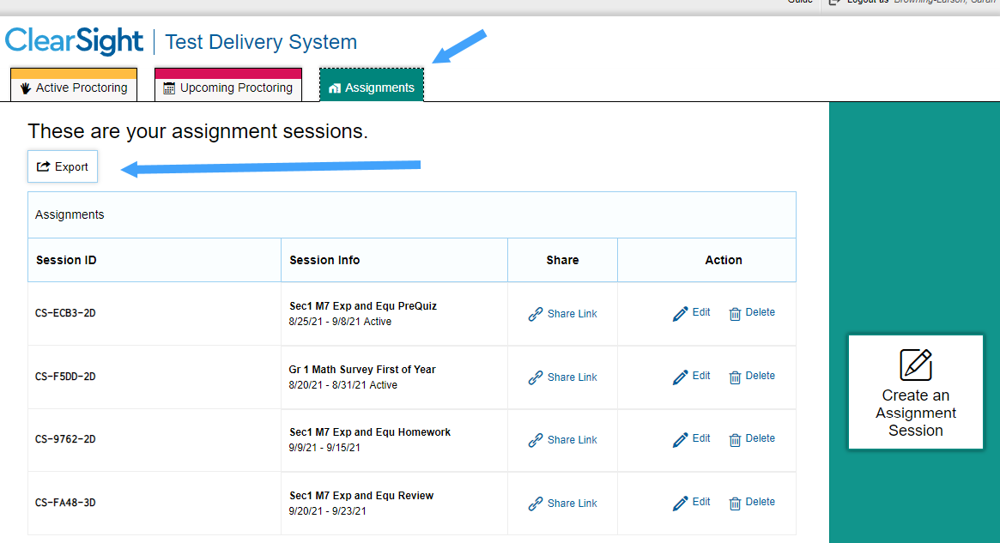 Guide Logout as Browning-Larson, Sarah
ClearSight Test Delivery System
Active Proctoring Upcoming Proctoring Assignments
These are your assignment sessions.
Export
Assignments
Session ID Session Info Share Action
CS-ECB3-2D Sec1 M7 Exp and Equ PreQuiz Share Link Edit Delete
8/25/21 - 9/8/21 Active
CS-F5DD-2D Gr 1 Math Survey First of Year Share Link Edit Delete
8/20/21 - 8/31/21 Active
CS-9762-2D Sec1 M7 Exp and Equ Homework Share Link Edit Delete
9/9/21 - 9/15/21
CS-FA48-3D Sec1 M7 Exp and Equ Review Share Link Edit Delete
9/20/21 - 9/23/21
Create an
Assignment
Session